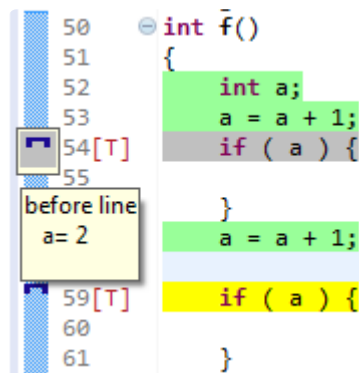 50 int f()
51 {
52 int a;
53 a = a + 1;
54[T] if ( a ) {
55
before line
a= 2
}
a = a + 1;
59[T] if ( a ) {
60
61 }